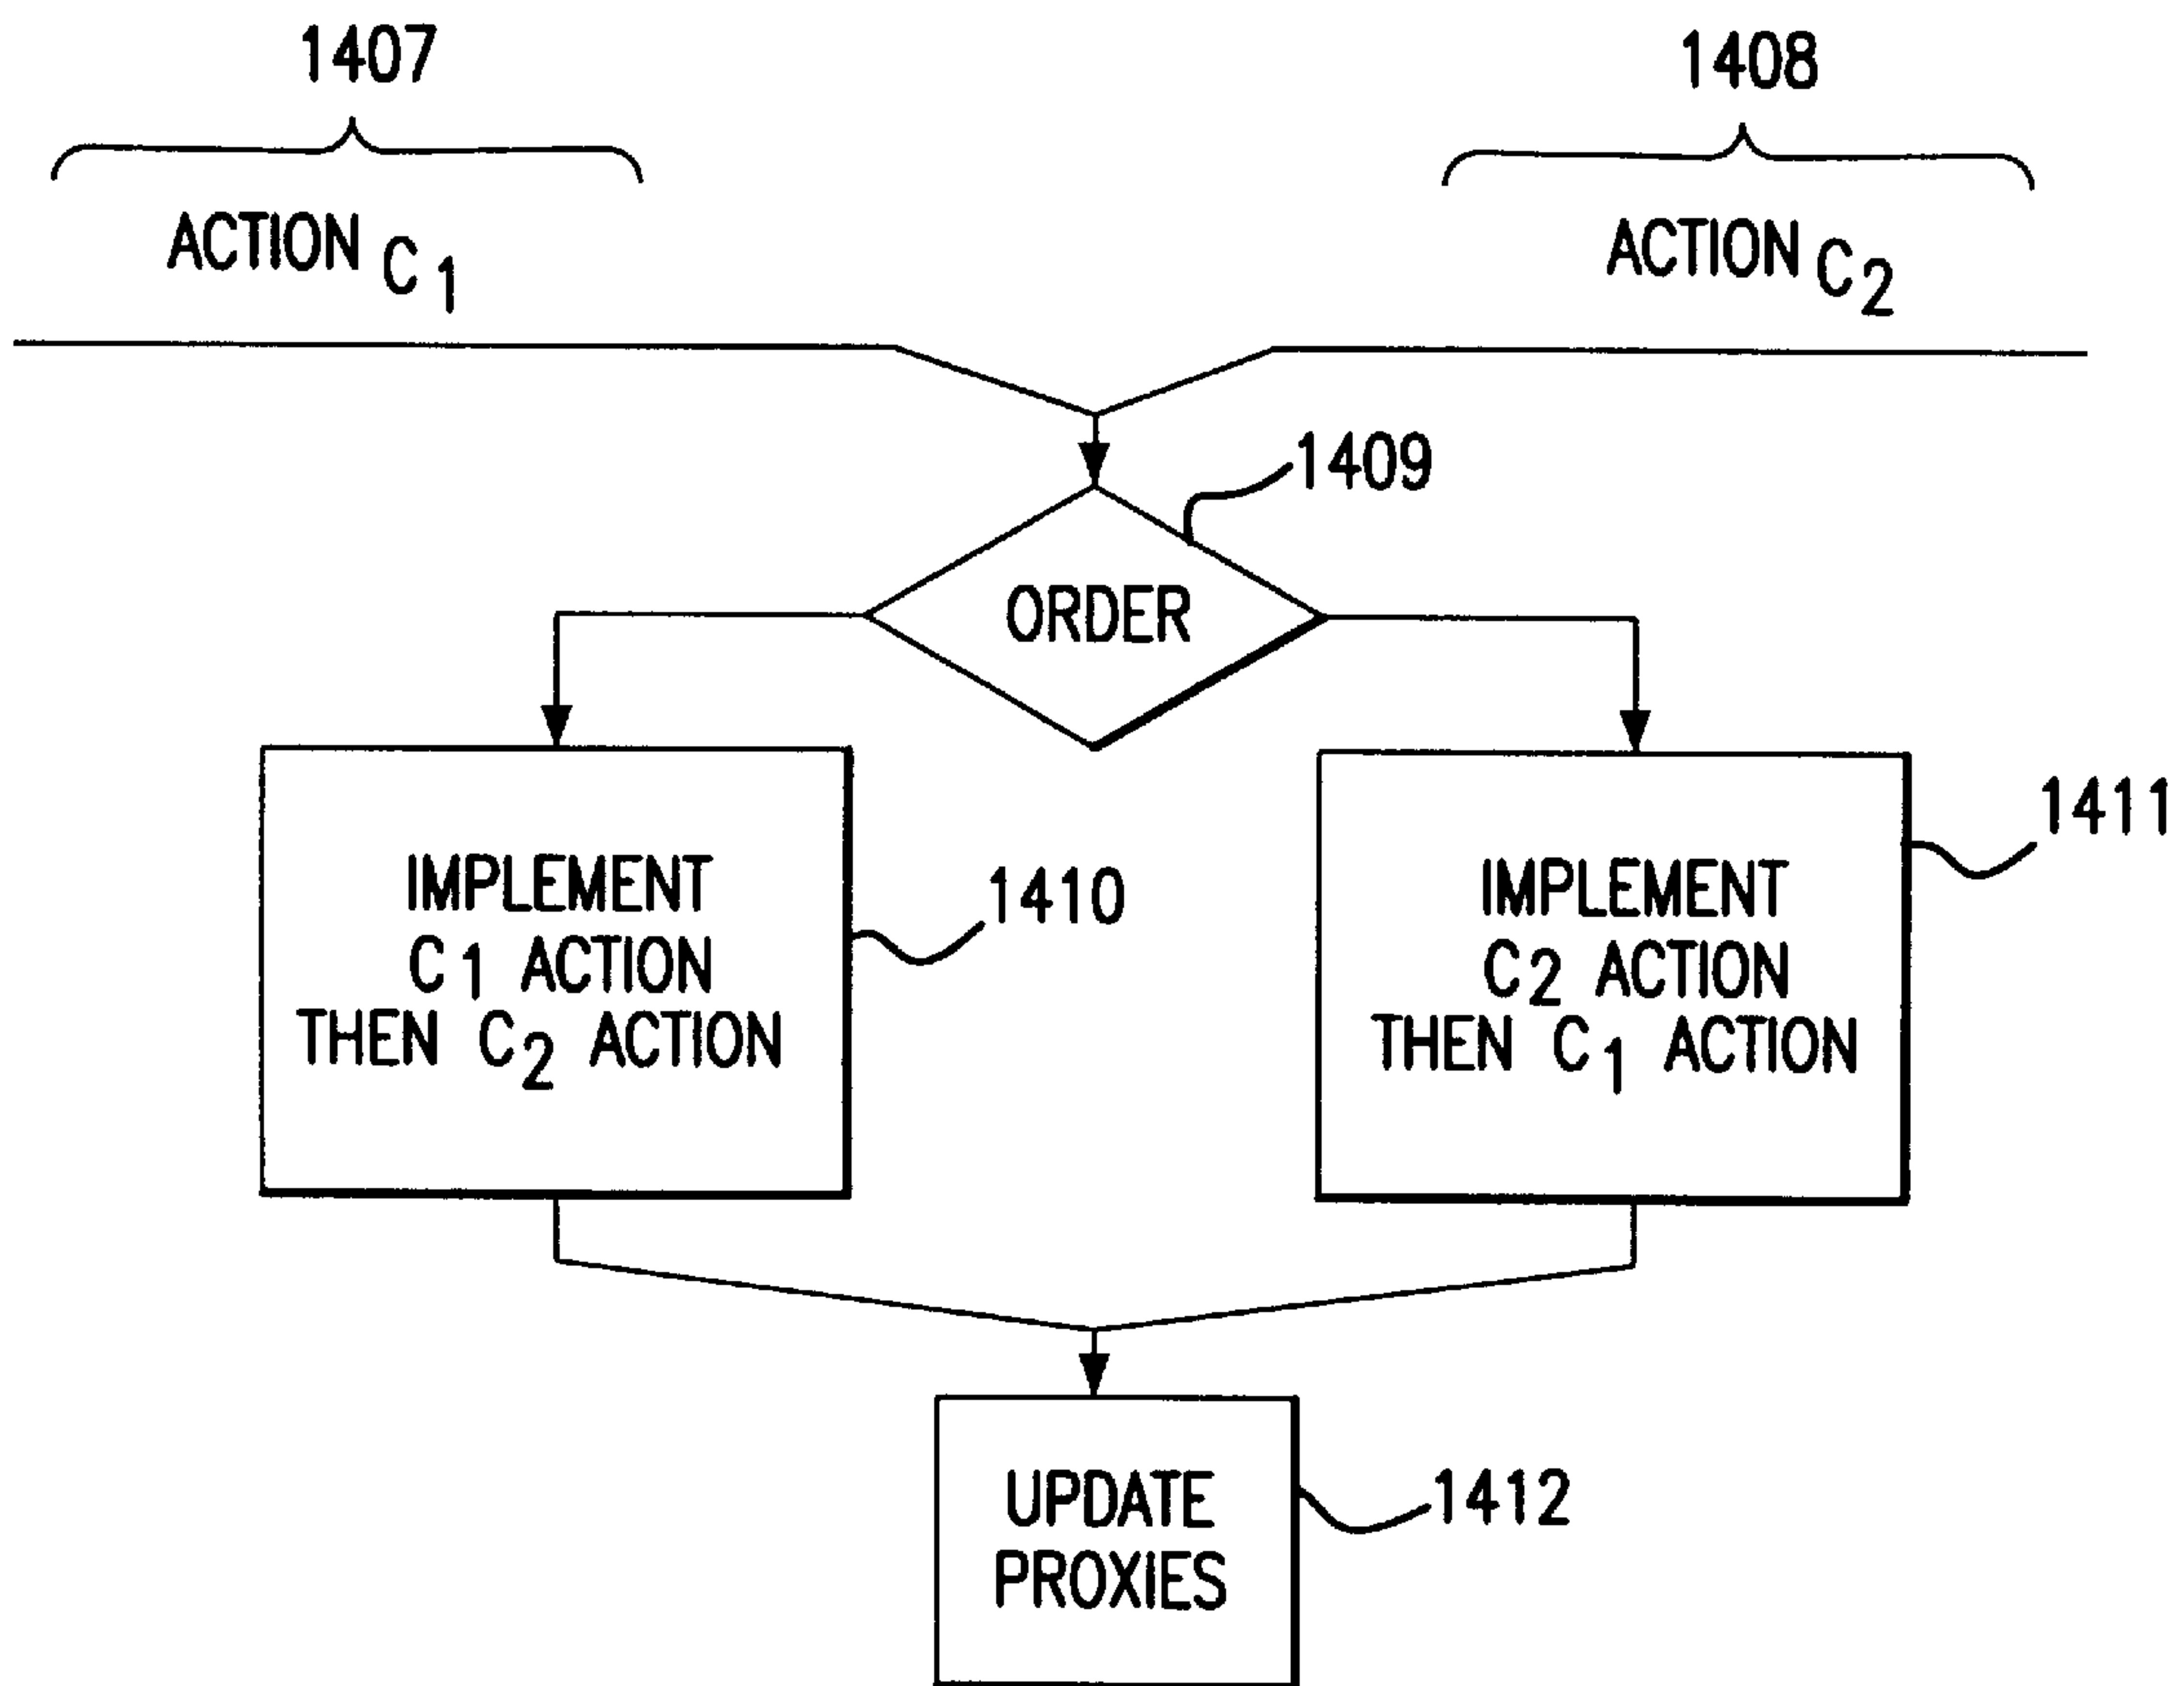 1407
1408
ACTION C1
ACTION C2
1409
ORDER
1411
IMPLEMENT
C1 ACTION
THEN C2 ACTION
1410
IMPLEMENT
C2 ACTION
THEN C1 ACTION
UPDATE
PROXIES
1412